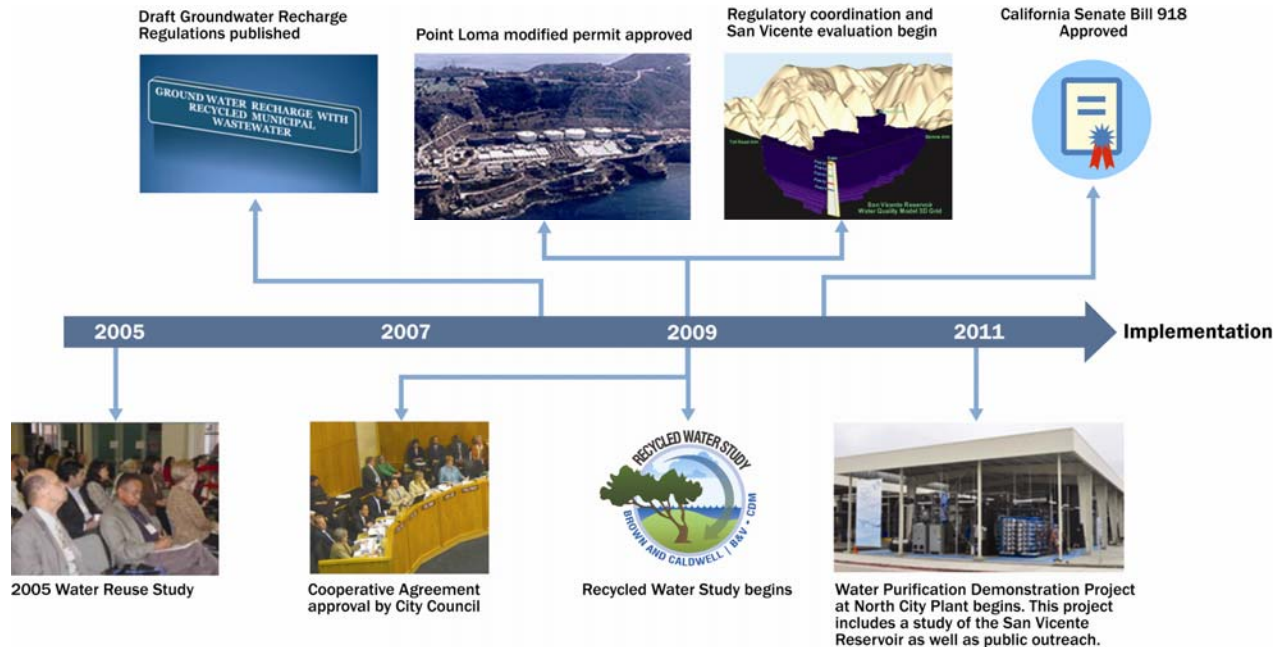 Draft Groundwater Recharge
Regulations published
Point Loma modified permit approved
Regulatory coordination and
San Vicente evaluation begin
California Senate Bill 918
Approved
GROUND WATER RECHARGE WITH
RECYCLED MUNICIPAL
WASTEWATER
San Vicente Reservoir
Water Quality Model 3D Grid
2005
2007
2009
2011
Implementation
RECYCLED WATER STUDY
BROWN AND CALDWELL | B&V • CDM
2005 Water Reuse Study
Cooperative Agreement
approval by City Council
Recycled Water Study begins
Water Purification Demonstration Project
at North City Plant begins. This project
includes a study of the San Vicente
Reservoir as well as public outreach.